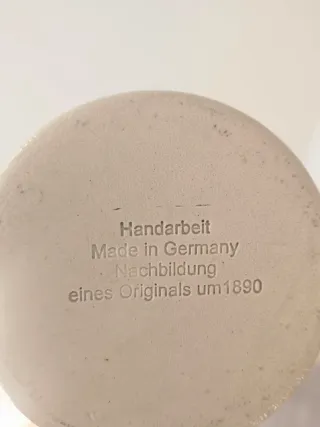 Handarbeit
Made in Germany
Nachbildung
eines Originals um1890